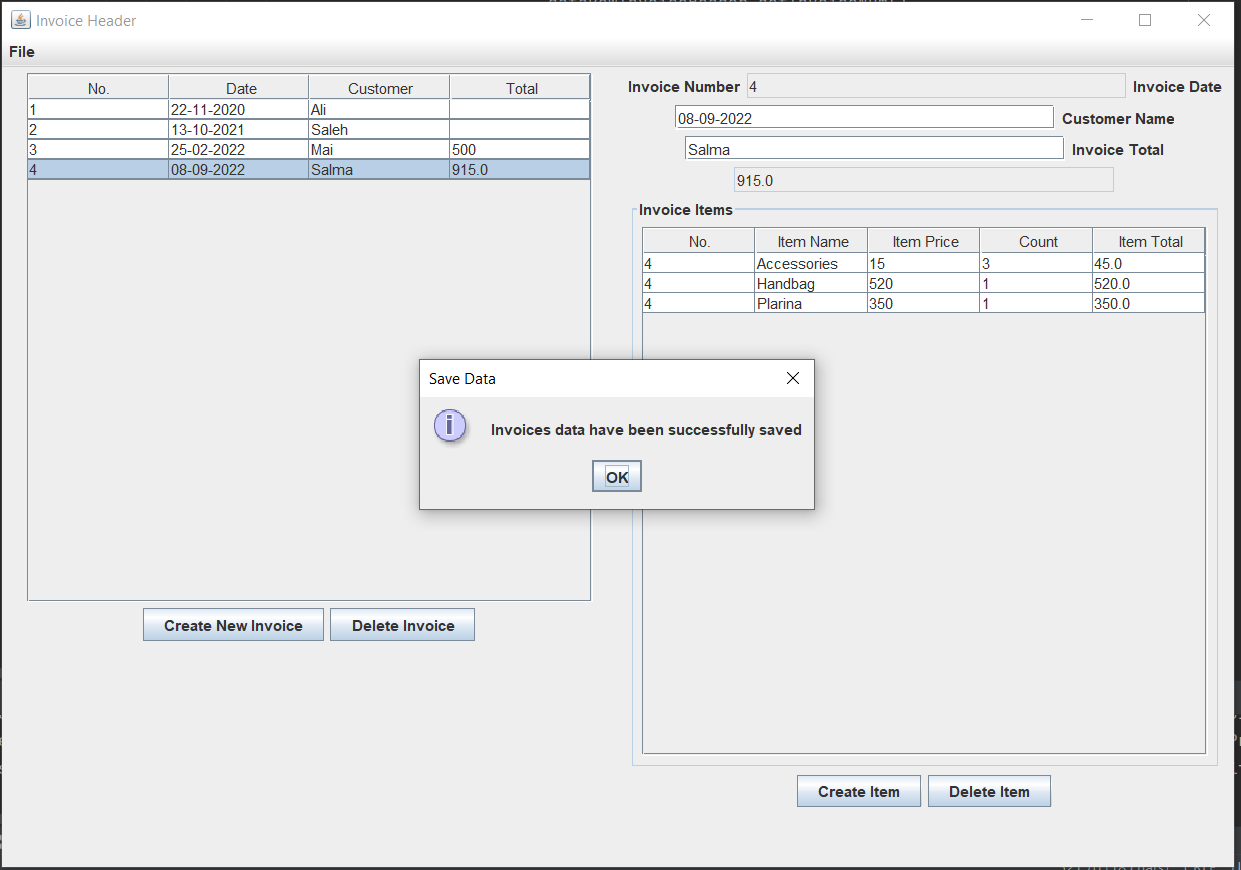 Invoice Header
File
No. Date Customer Total
1 22-11-2020 Ali
2 13-10-2021 Saleh
3 25-02-2022 Mai 500
4 08-09-2022 Salma 915.0
Create New Invoice Delete Invoice
Invoice Number 4 Invoice Date
08-09-2022 Customer Name
Salma Invoice Total
915.0
Invoice Items
No. Item Name Item Price Count Item Total
4 Accessories 15 3 45.0
4 Handbag 520 1 520.0
4 Plarina 350 1 350.0
Create Item Delete Item
Save Data
Invoices data have been successfully saved
OK